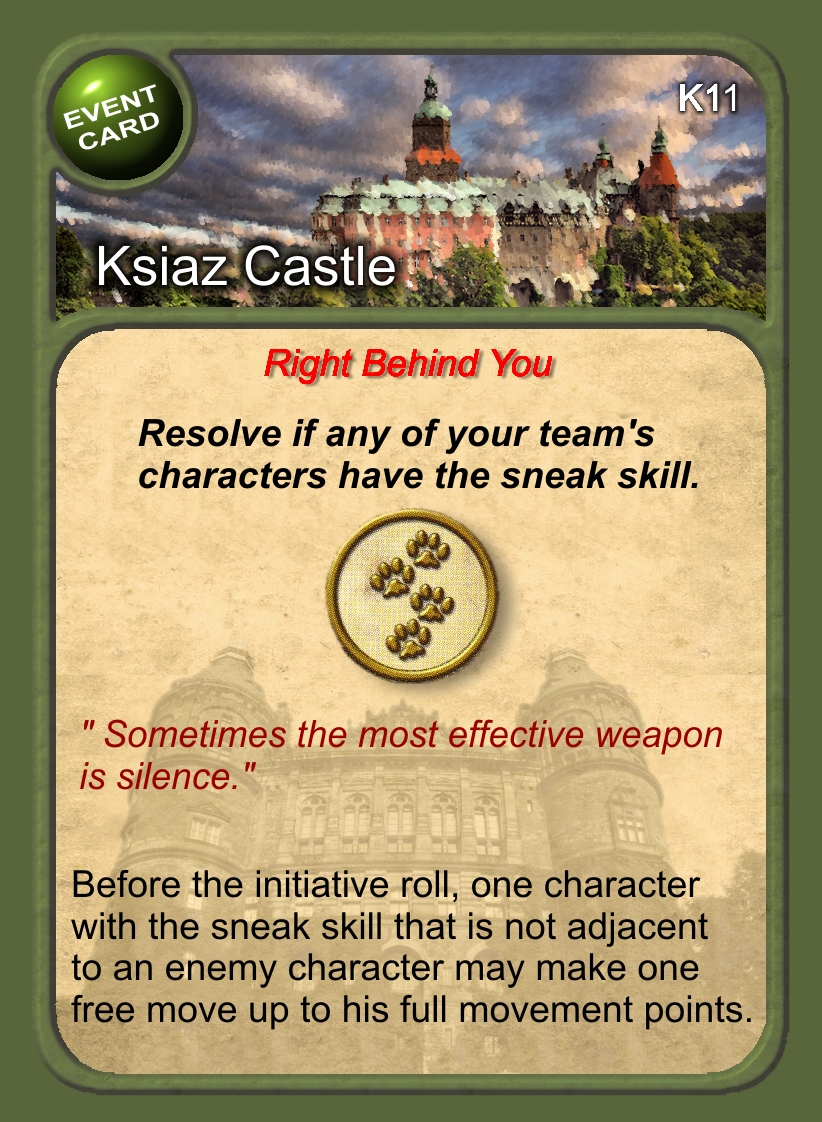 EVENT
CARD
K11
Ksiaz Castle
Right Behind You
Resolve if any of your team's
characters have the sneak skill.
" Sometimes the most effective weapon
is silence."
Before the initiative roll, one character
with the sneak skill that is not adjacent
to an enemy character may make one
free move up to his full movement points.